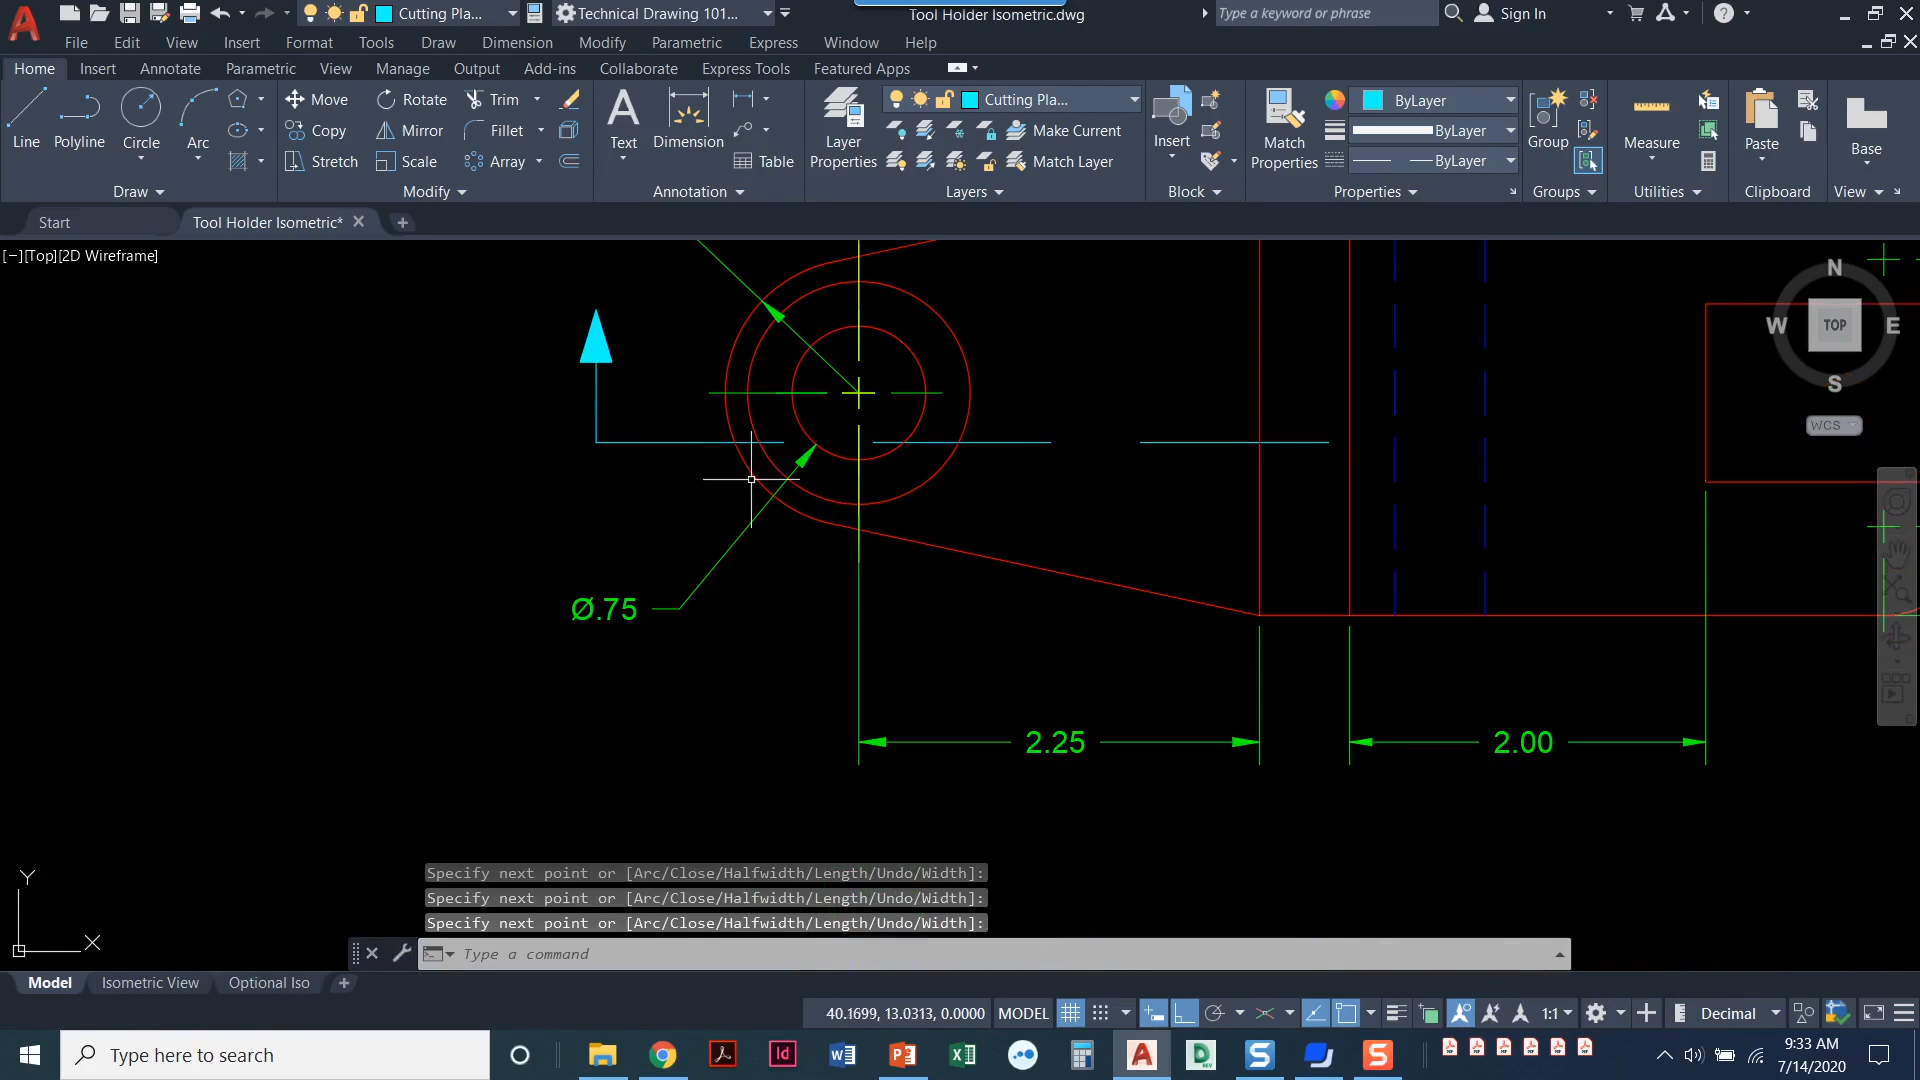 Cutting Pla... Technical Drawing 101... Tool Holder Isometric.dwg Type a keyword or phrase Sign In
File Edit View Insert Format Tools Draw Dimension Modify Parametric Express Window Help
Home Insert Annotate Parametric View Manage Output Add-ins Collaborate Express Tools Featured Apps
Line Polyline Circle Arc
Move Rotate Trim
Copy Mirror Fillet
Stretch Scale Array
Text Dimension Table
Layer Properties
Cutting Pla...
Make Current
Match Layer
Insert
Match Properties
ByLayer
ByLayer
ByLayer
Group
Measure
Paste
Base
Draw Modify Annotation Layers Block Properties Groups Utilities Clipboard View
Start Tool Holder Isometric*
[−][Top][2D Wireframe]
N
W TOP E
S
WCS
Ø.75
2.25 2.00
Y
X
Specify next point or [Arc/Close/Halfwidth/Length/Undo/Width]:
Specify next point or [Arc/Close/Halfwidth/Length/Undo/Width]:
Specify next point or [Arc/Close/Halfwidth/Length/Undo/Width]:
Type a command
Model Isometric View Optional Iso
40.1699, 13.0313, 0.0000 MODEL 1:1 Decimal
Type here to search
9:33 AM
7/14/2020